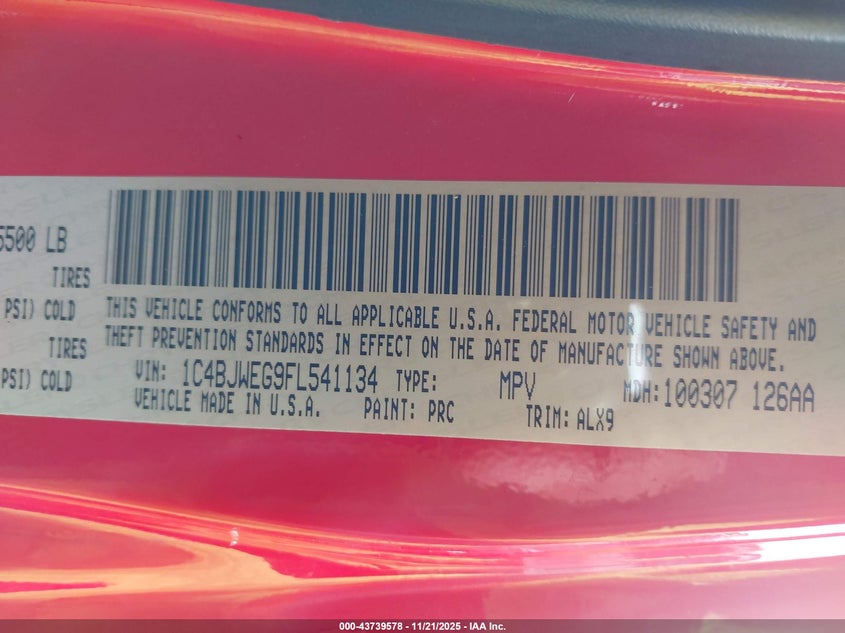 5500 LB
TIRES
PSI) COLD
TIRES
PSI) COLD
THIS VEHICLE CONFORMS TO ALL APPLICABLE U.S.A. FEDERAL MOTOR VEHICLE SAFETY AND
THEFT PREVENTION STANDARDS IN EFFECT ON THE DATE OF MANUFACTURE SHOWN ABOVE.
VIN: 1C4BJWEG9FL541134 TYPE: MPV MDH:100307 126AA
VEHICLE MADE IN U.S.A. PAINT: PRC TRIM: ALX9
000-43739578 - 11/21/2025 - IAA Inc.